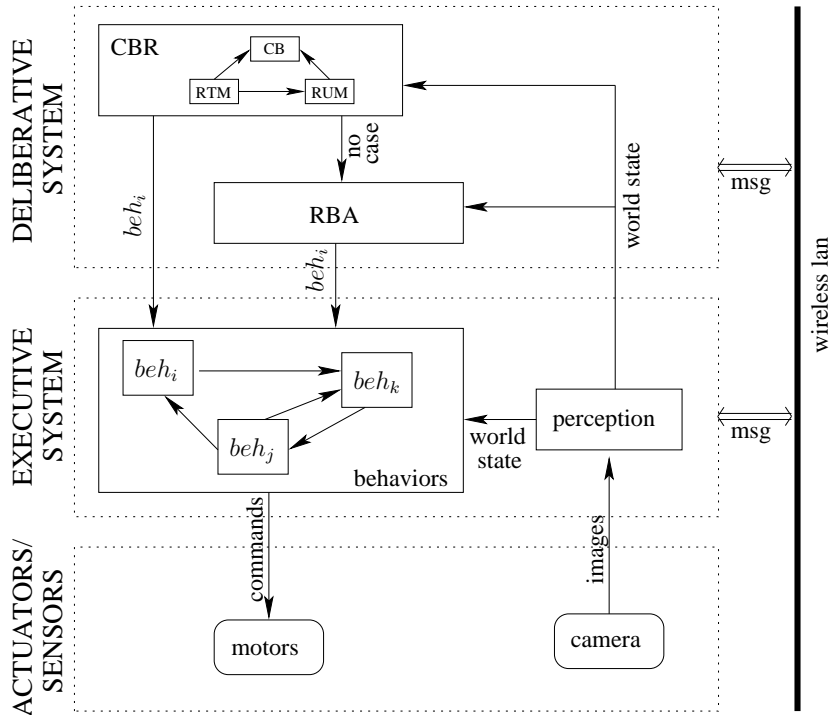 DELIBERATIVE
SYSTEM
CBR
CB
RTM
RUM
no
case
RBA
beh_i
beh_i
world state
msg
wireless lan
EXECUTIVE
SYSTEM
beh_i
beh_k
beh_j
behaviors
world
state
perception
msg
commands
images
ACTUATORS/
SENSORS
motors
camera